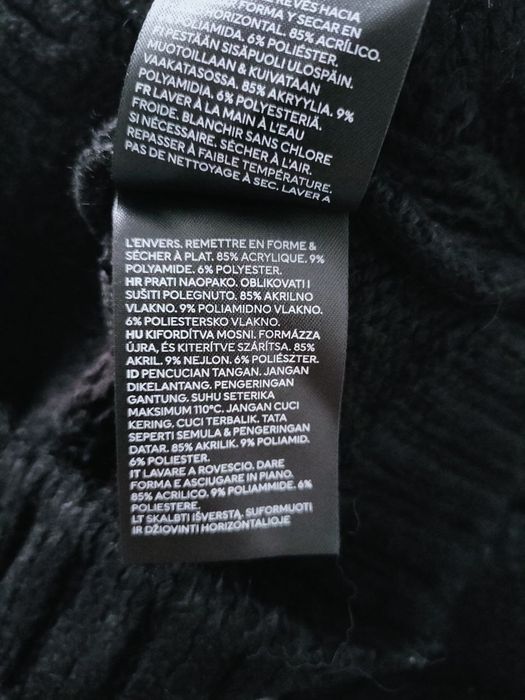 REVÉS HACIA
FORMA Y SECAR EN
HORIZONTAL. 85% ACRÍLICO.
POLIAMIDA. 6% POLIÉSTER.
FI PESTÄÄN SISÄPUOLI ULOSPÄIN.
MUOTOILLAAN & KUIVATAAN
VAAKATASOSSA. 85% AKRYYLIA. 9%
POLYAMIDIA. 6% POLYESTERIÄ.
FR LAVER À LA MAIN À L'EAU
FROIDE. BLANCHIR SANS CHLORE
SI NÉCESSAIRE. SÉCHER À L'AIR.
REPASSER À FAIBLE TEMPÉRATURE.
PAS DE NETTOYAGE À SEC. LAVER A
L'ENVERS. REMETTRE EN FORME &
SÉCHER À PLAT. 85% ACRYLIQUE. 9%
POLYAMIDE. 6% POLYESTER.
HR PRATI NAOPAKO. OBLIKOVATI I
SUŠITI POLEGNUTO. 85% AKRILNO
VLAKNO. 9% POLIAMIDNO VLAKNO.
6% POLIESTERSKO VLAKNO.
HU KIFORDÍTVA MOSNI. FORMÁZZA
ÚJRA, ÉS KITERÍTVE SZÁRÍTSA. 85%
AKRIL. 9% NEJLON. 6% POLIÉSZTER.
ID PENCUCIAN TANGAN. JANGAN
DIKELANTANG. PENGERINGAN
GANTUNG. SUHU SETERIKA
MAKSIMUM 110°C. JANGAN CUCI
KERING. CUCI TERBALIK. TATA
SEPERTI SEMULA & PENGERINGAN
DATAR. 85% AKRILIK. 9% POLIAMID.
6% POLIESTER.
IT LAVARE A ROVESCIO. DARE
FORMA E ASCIUGARE IN PIANO.
85% ACRILICO. 9% POLIAMMIDE. 6%
POLIESTERE.
LT SKALBTI IŠVERSTĄ. SUFORMUOTI
IR DŽIOVINTI HORIZONTALIOJE